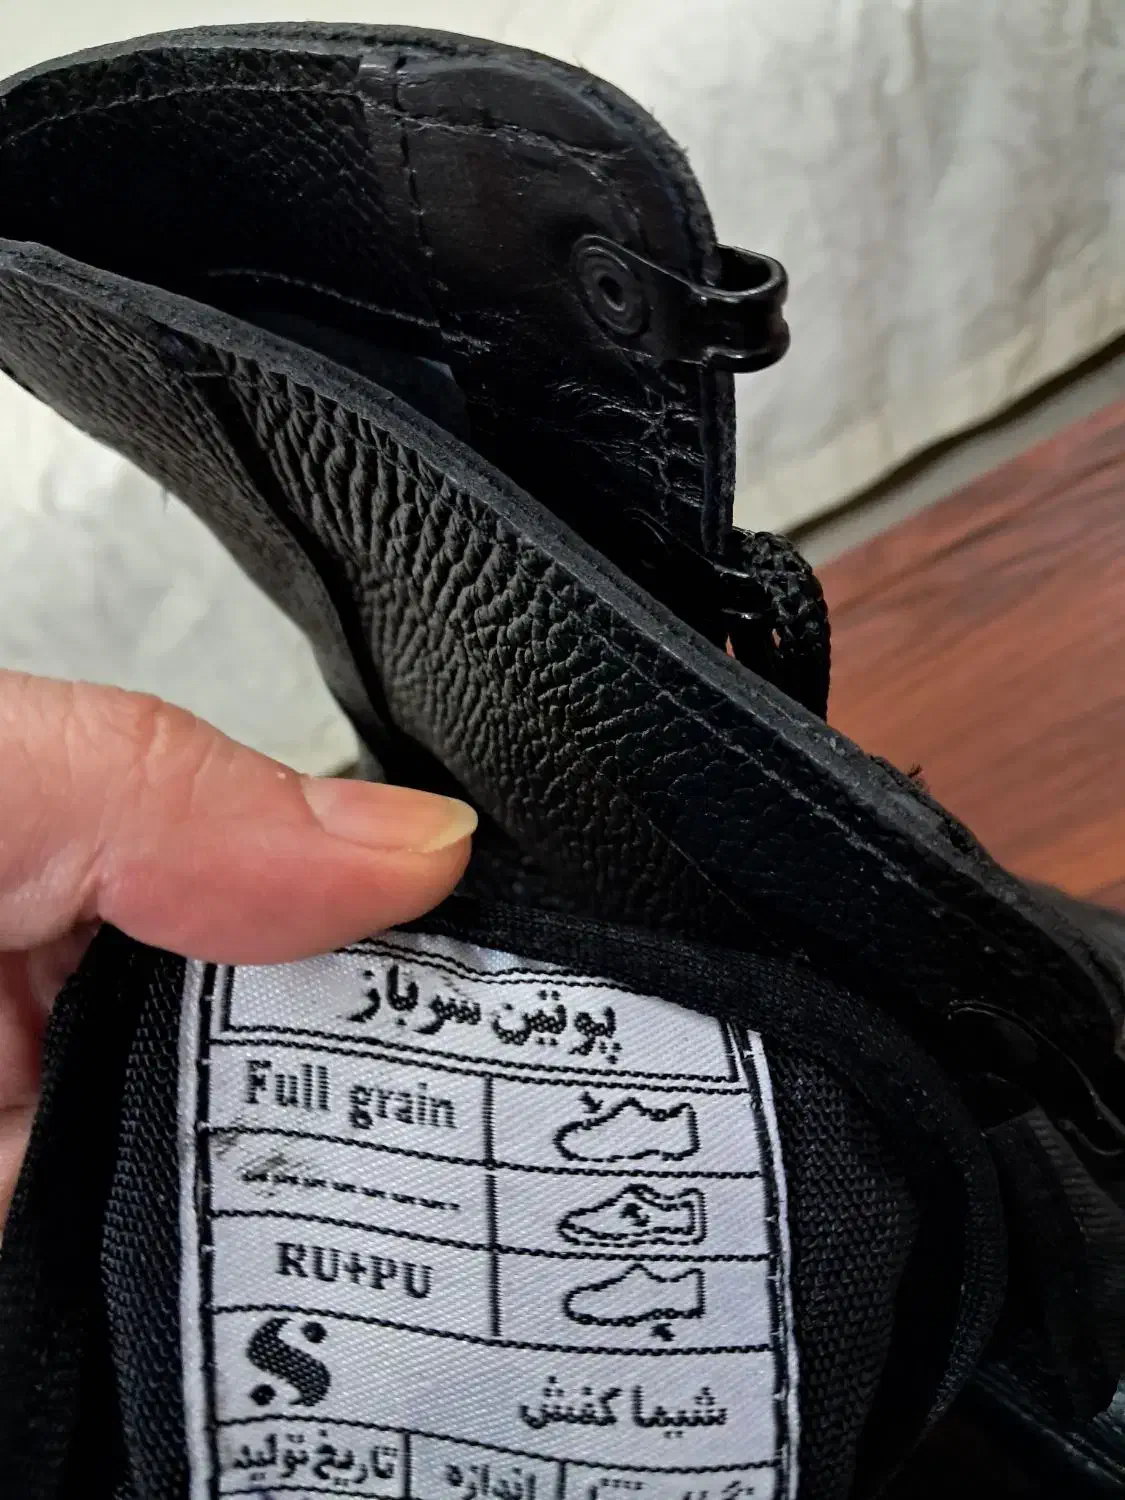 پوتین سرباز
Full grain
-------
RU+PU
S
شیما کفش
اندازه تاریخ تولید